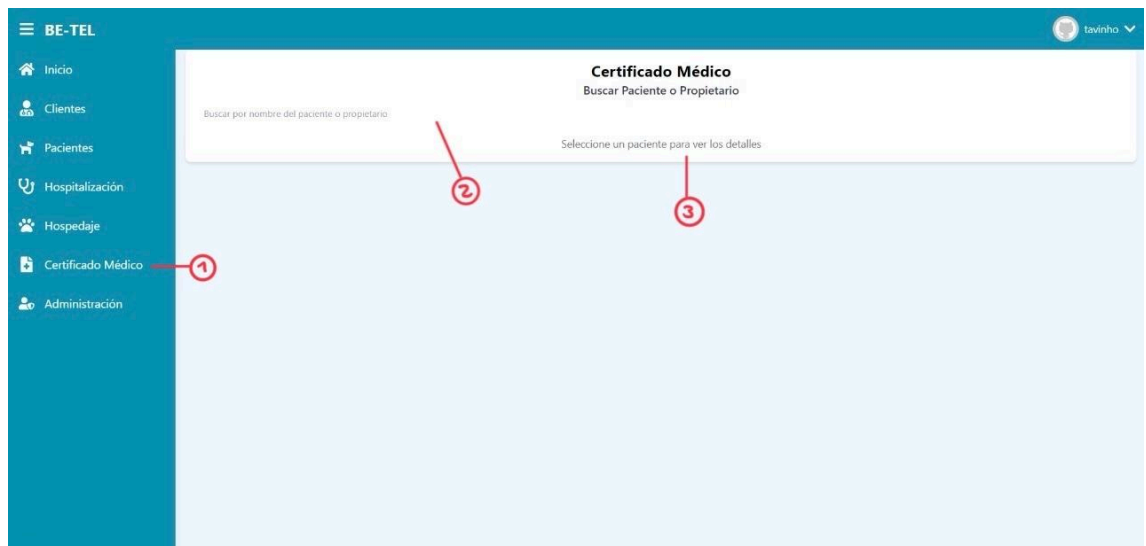 BE-TEL
tavinho
Inicio
Clientes
Pacientes
Hospitalización
Hospedaje
Certificado Médico
Administración
Certificado Médico
Buscar Paciente o Propietario
Buscar por nombre del paciente o propietario
Seleccione un paciente para ver los detalles
1
2
3